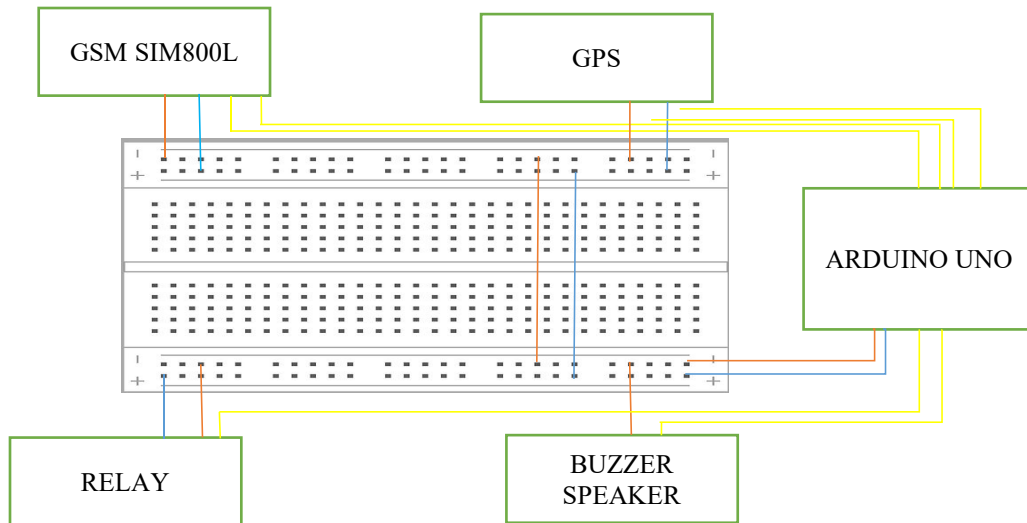 GSM SIM800L
GPS
ARDUINO UNO
RELAY
BUZZER
SPEAKER